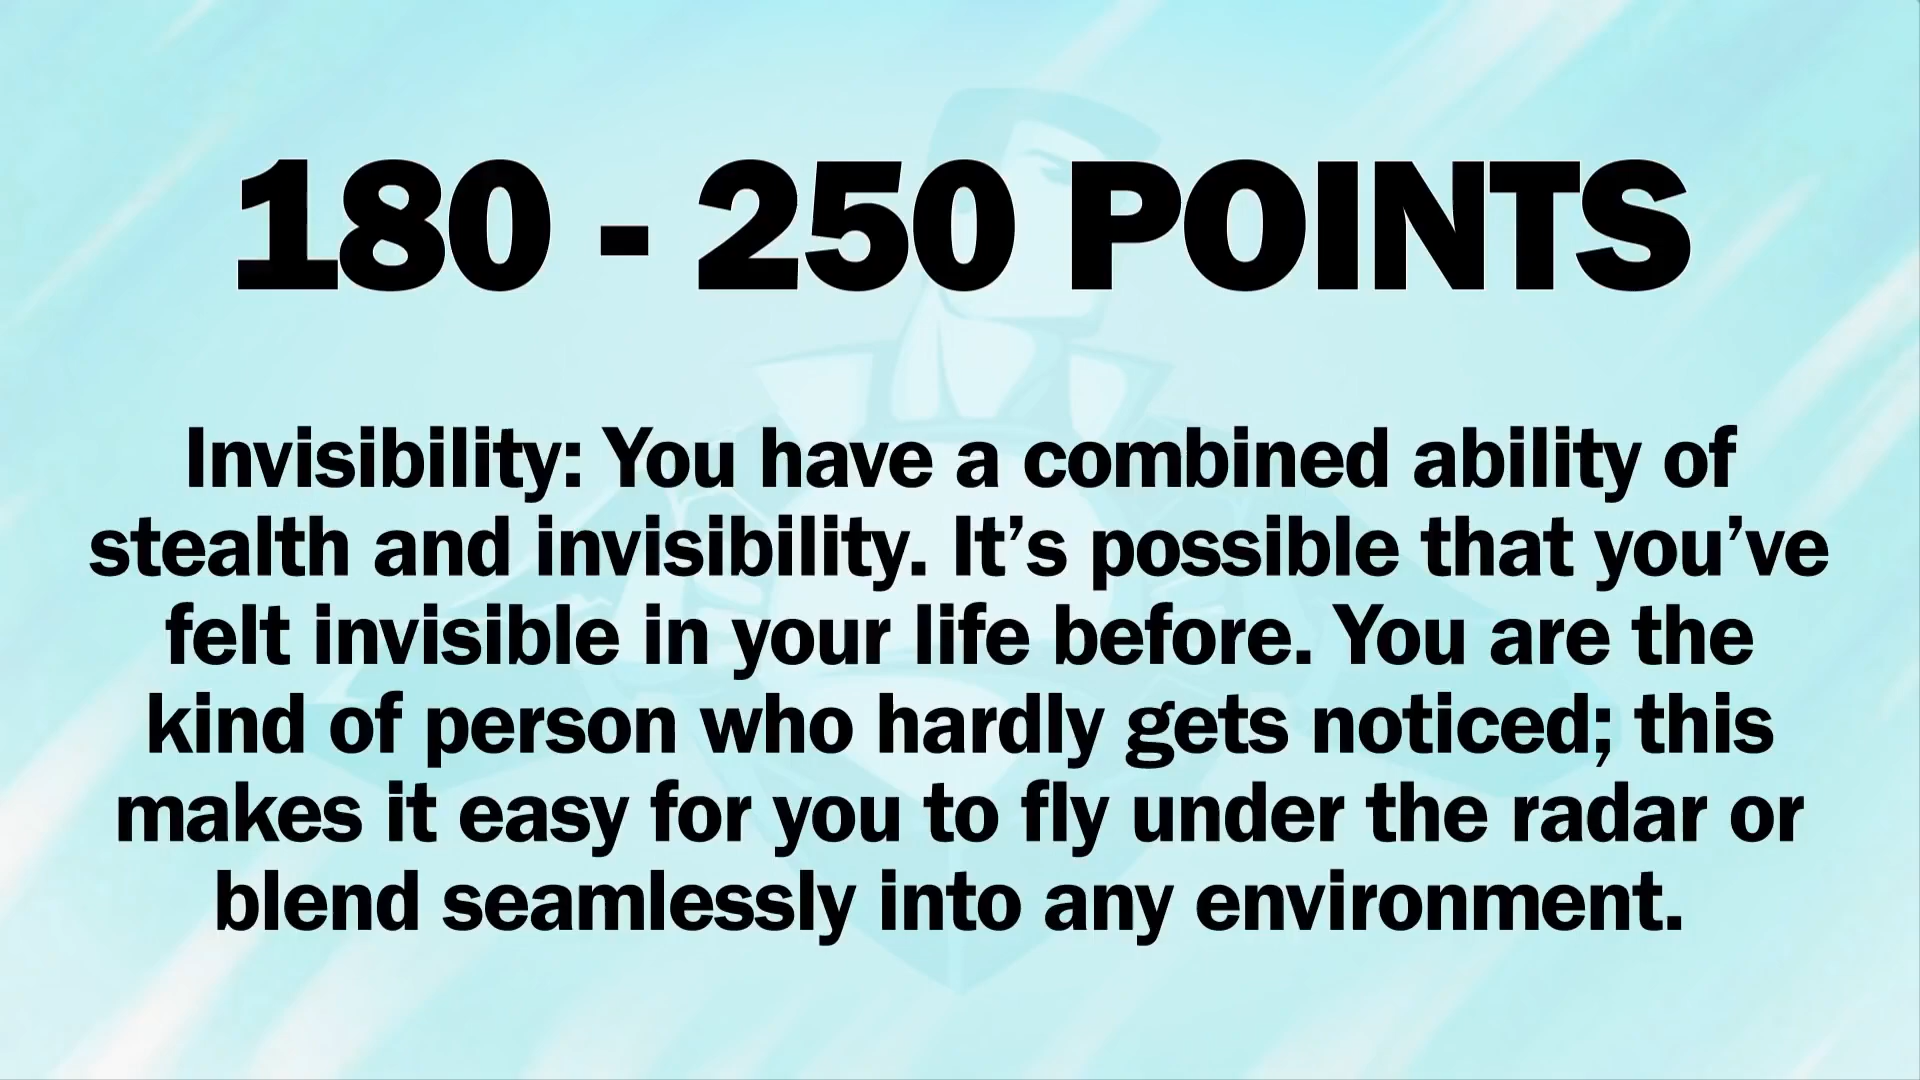 180 - 250 POINTS
Invisibility: You have a combined ability of
stealth and invisibility. It’s possible that you’ve
felt invisible in your life before. You are the
kind of person who hardly gets noticed; this
makes it easy for you to fly under the radar or
blend seamlessly into any environment.